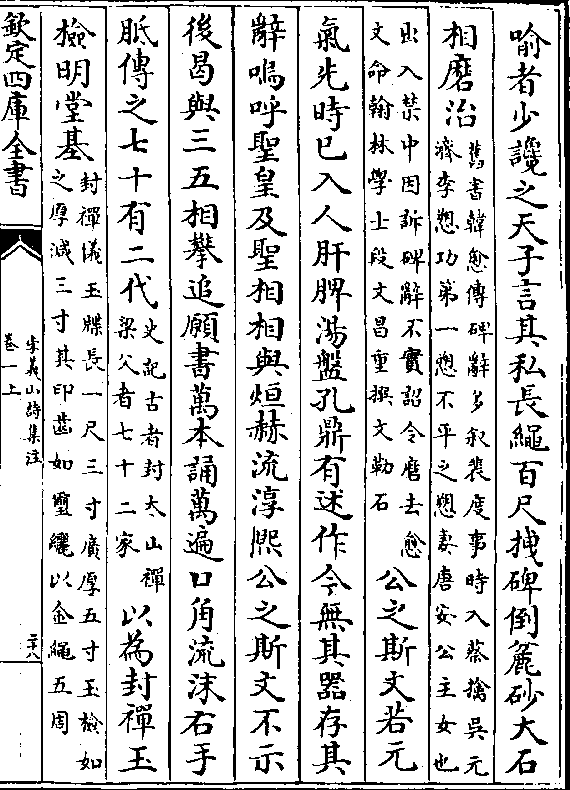 喻者少讒之天子言其私長繩百尺拽碑倒麤砂大石
相磨治
舊書韓愈傳碑辭多叙裴度事時入蔡擒吳元
濟李愬功第一愬不平之愬妻唐安公主女也
出入禁中因訴碑辭不實詔令磨去愈
文命翰林學士段文昌重撰文勒石
公之斯文若元
氣先時已入人肝脾湯盤孔鼎有述作今無其器存其
辭嗚呼聖皇及聖相相與烜赫流淳熙公之斯文不示
後曷與三五相攀追願書萬本誦萬遍口角流沫右手
胝傳之七十有二代
史記古者封太山禪
梁父者七十二家
以為封禪玉
檢明堂基
封禪儀玉牒長一尺三寸廣厚五寸玉檢如
之厚減三寸其印齒如璽纏以金繩五周
欽定四庫全書
李義山詩集注
卷一上
二十八